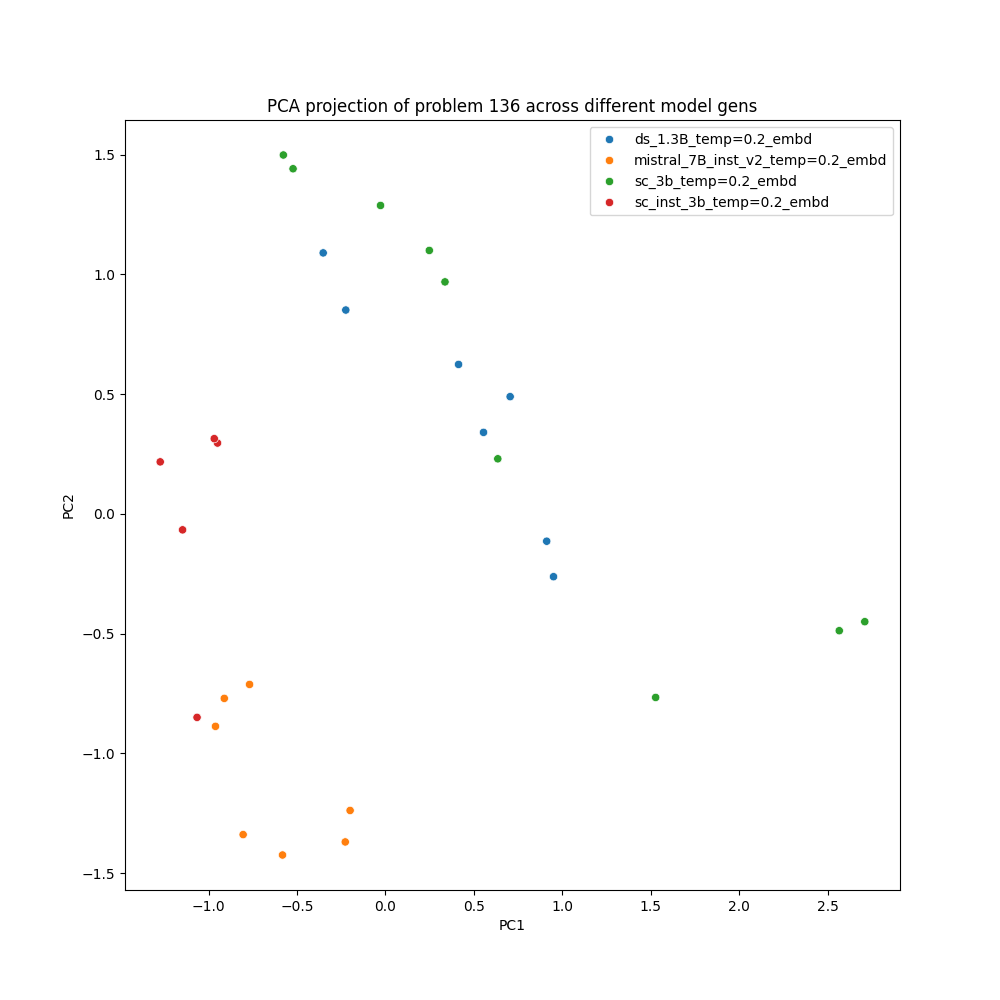 PCA projection of problem 136 across different model gens
ds_1.3B_temp=0.2_embd
mistral_7B_inst_v2_temp=0.2_embd
sc_3b_temp=0.2_embd
sc_inst_3b_temp=0.2_embd
1.5
1.0
0.5
0.0
−0.5
−1.0
−1.5
PC2
−1.0 −0.5 0.0 0.5 1.0 1.5 2.0 2.5
PC1